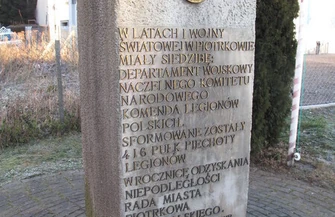 W LATACH I WOJNY
ŚWIATOWEJ W PIOTRKOWIE
MIAŁY SIEDZIBĘ:
DEPARTAMENT WOJSKOWY
NACZELNEGO KOMITETU
NARODOWEGO
KOMENDA LEGIONÓW
POLSKICH.
SFORMOWANE ZOSTAŁY
4 I 6 PUŁK PIECHOTY
LEGIONÓW
W ROCZNICĘ ODZYSKANIA
NIEPODLEGŁOŚCI
RADA MIASTA
PIOTRKOWA